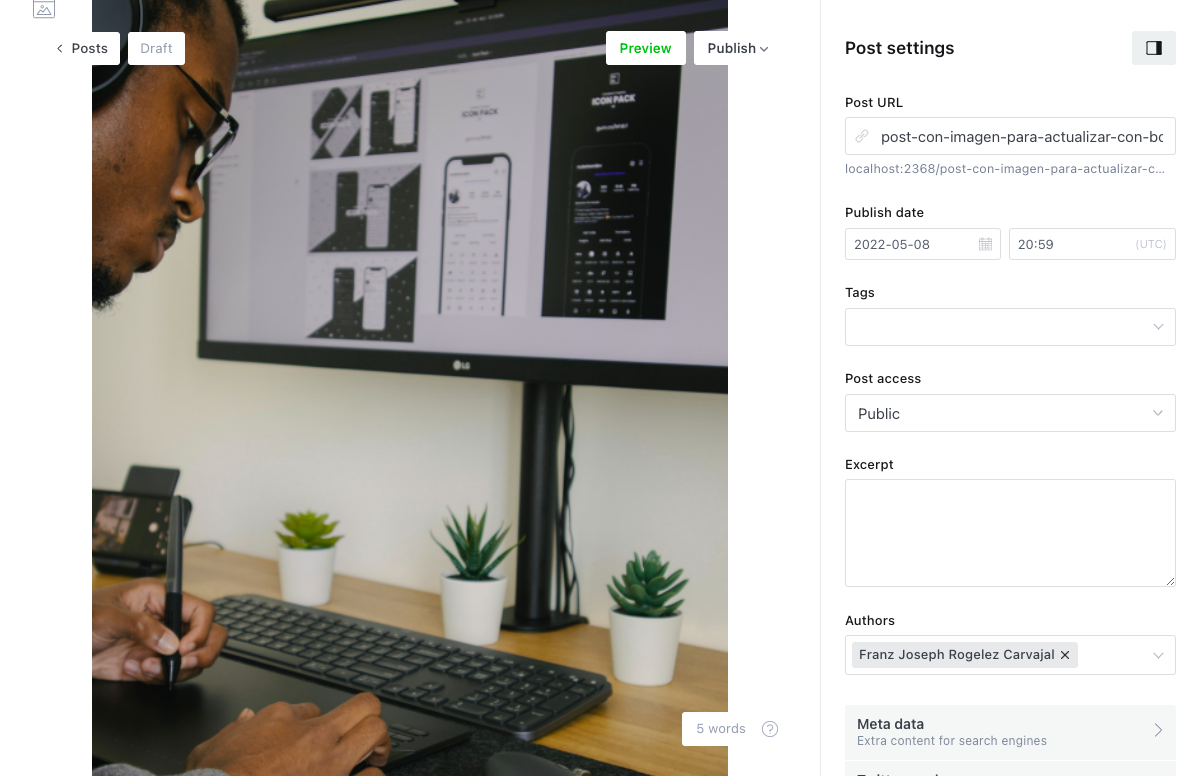 Posts
Draft
Preview
Publish
ICON PACK
ICON PACK
LG
5 words
Post settings
Post URL
post-con-imagen-para-actualizar-con-bo
localhost:2368/post-con-imagen-para-actualizar-c...
Publish date
2022-05-08
20:59
(UTC)
Tags
Post access
Public
Excerpt
Authors
Franz Joseph Rogelez Carvajal
Meta data
Extra content for search engines